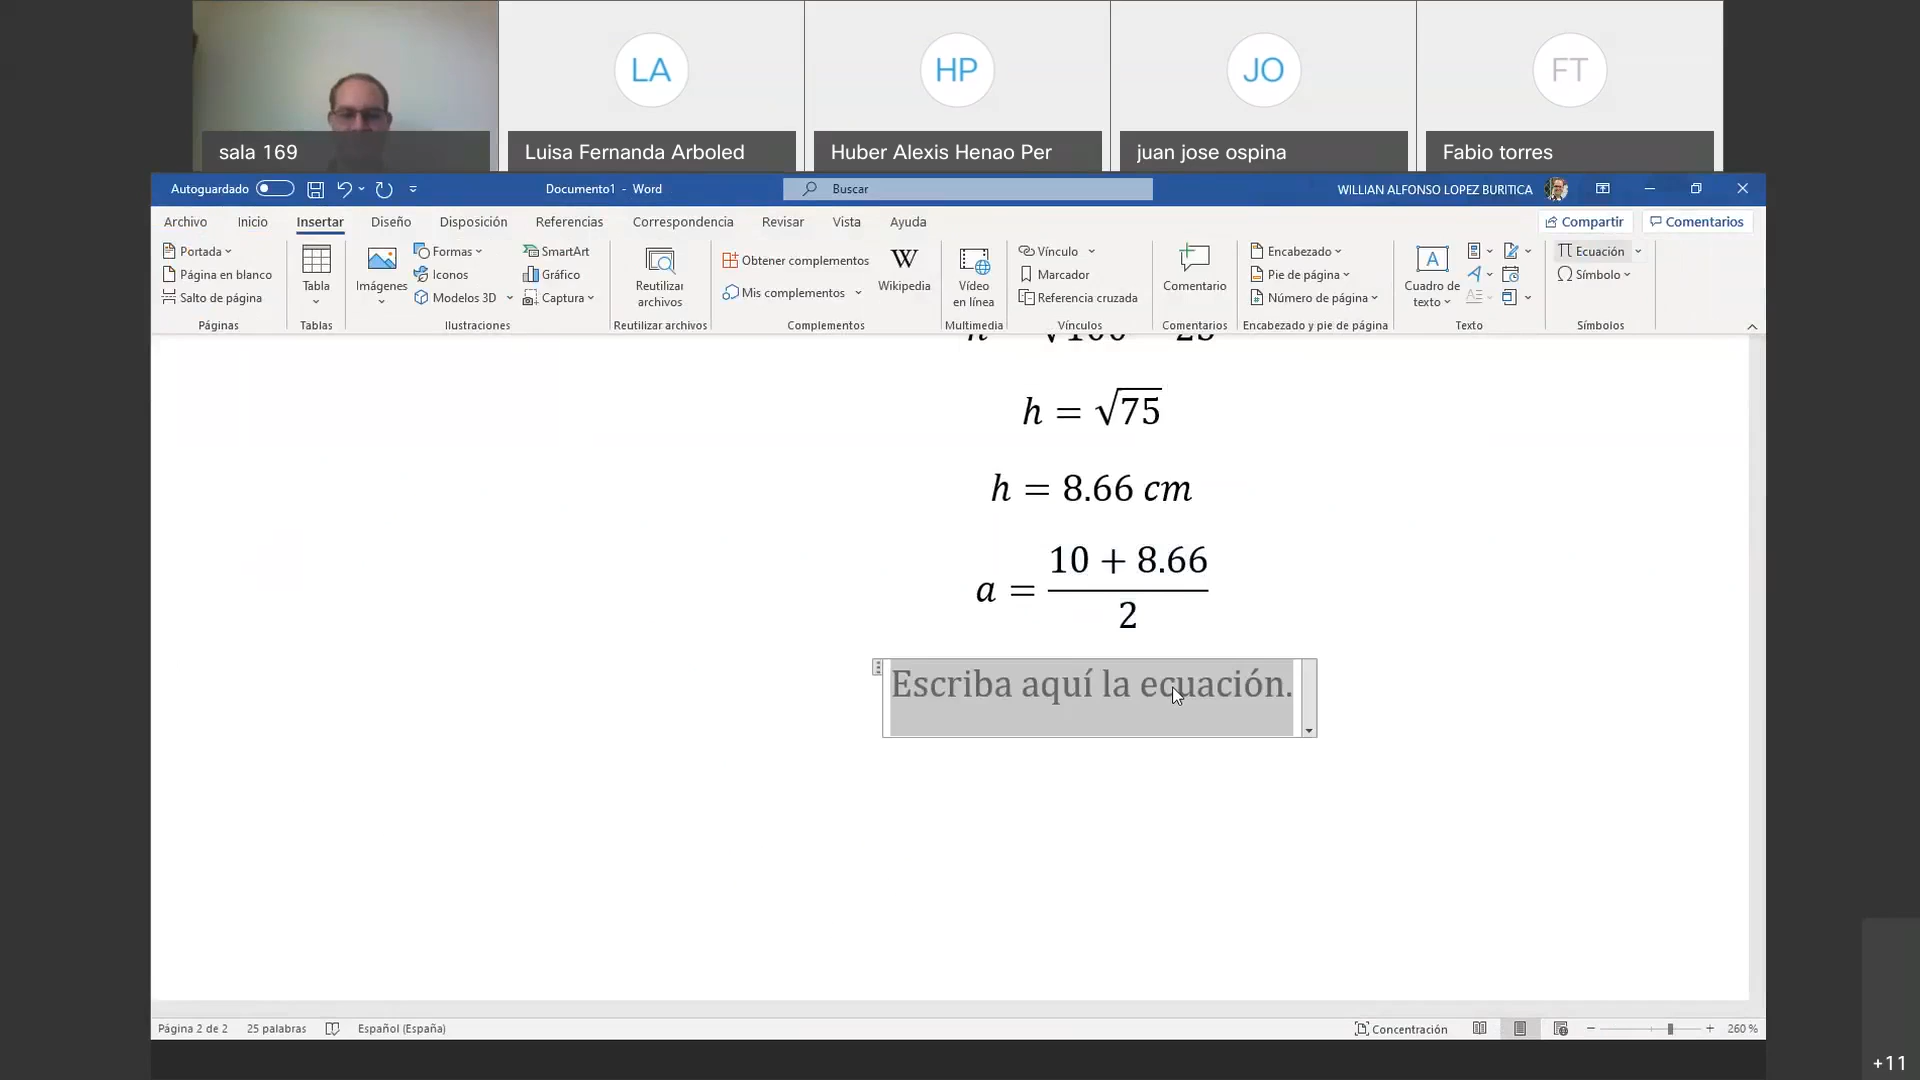 LA
HP
JO
FT
sala 169
Luisa Fernanda Arboled
Huber Alexis Henao Per
juan jose ospina
Fabio torres
Autoguardado
Documento1 - Word
Buscar
WILLIAN ALFONSO LOPEZ BURITICA
Archivo Inicio Insertar Diseño Disposición Referencias Correspondencia Revisar Vista Ayuda
Compartir
Comentarios
Portada
Página en blanco
Salto de página
Páginas
Tabla
Tablas
Imágenes
Formas
Iconos
Modelos 3D
SmartArt
Gráfico
Captura
Ilustraciones
Reutilizar
archivos
Reutilizar archivos
Obtener complementos
Mis complementos
W
Wikipedia
Complementos
Vídeo
en línea
Multimedia
Vínculo
Marcador
Referencia cruzada
Vínculos
Comentario
Comentarios
Encabezado
Pie de página
Número de página
Encabezado y pie de página
A
Cuadro de
texto
Texto
π Ecuación
Ω Símbolo
Símbolos
h = √75
h = 8.66 cm
a = (10 + 8.66)/2
Escriba aquí la ecuación.
Página 2 de 2
25 palabras
Español (España)
Concentración
260 %
+11